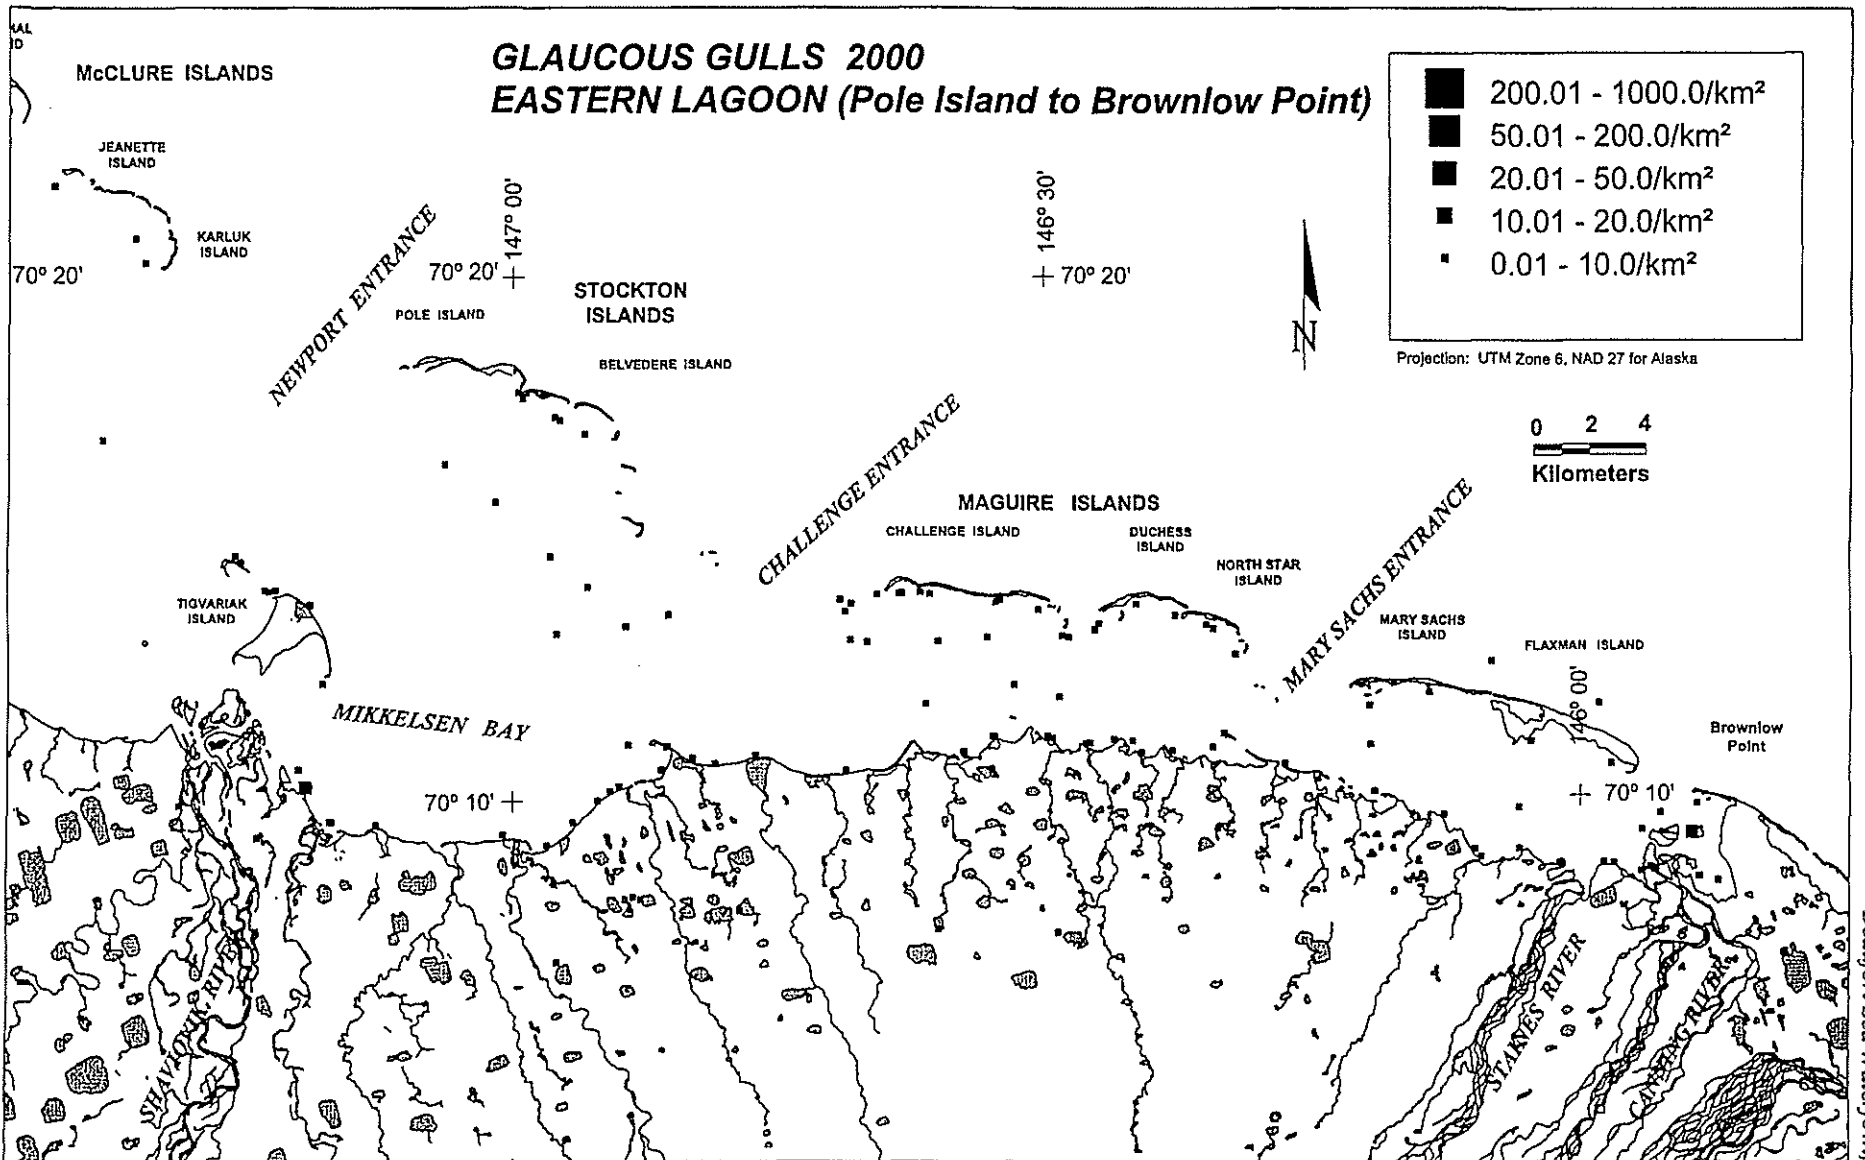 GLAUCOUS GULLS 2000
EASTERN LAGOON (Pole Island to Brownlow Point)
200.01 - 1000.0/km²
50.01 - 200.0/km²
20.01 - 50.0/km²
10.01 - 20.0/km²
0.01 - 10.0/km²
Projection: UTM Zone 6, NAD 27 for Alaska
0 2 4
Kilometers
N
McCLURE ISLANDS
JEANETTE
ISLAND
KARLUK
ISLAND
70° 20'
NEWPORT ENTRANCE
70° 20'
147° 00'
146° 30'
70° 20'
STOCKTON
ISLANDS
POLE ISLAND
BELVEDERE ISLAND
CHALLENGE ENTRANCE
MAGUIRE ISLANDS
CHALLENGE ISLAND
DUCHESS
ISLAND
NORTH STAR
ISLAND
MARY SACHS ENTRANCE
MARY SACHS
ISLAND
FLAXMAN ISLAND
46° 00'
Brownlow
Point
TIGVARIAK
ISLAND
MIKKELSEN BAY
70° 10'
70° 10'
SHAVIOVIK RIVER
STAKNES RIVER
CANNING RIVER